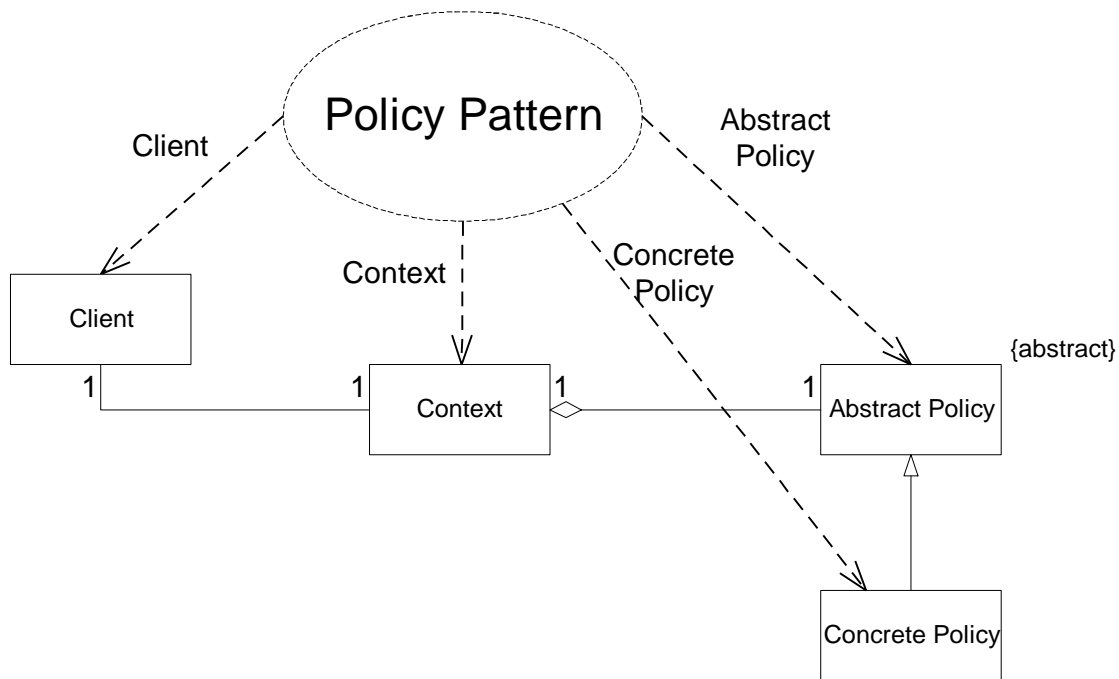 Policy Pattern
Abstract
Policy
Client
Concrete
Policy
Context
Client
{abstract}
1
1
Context
1
1
Abstract Policy
Concrete Policy